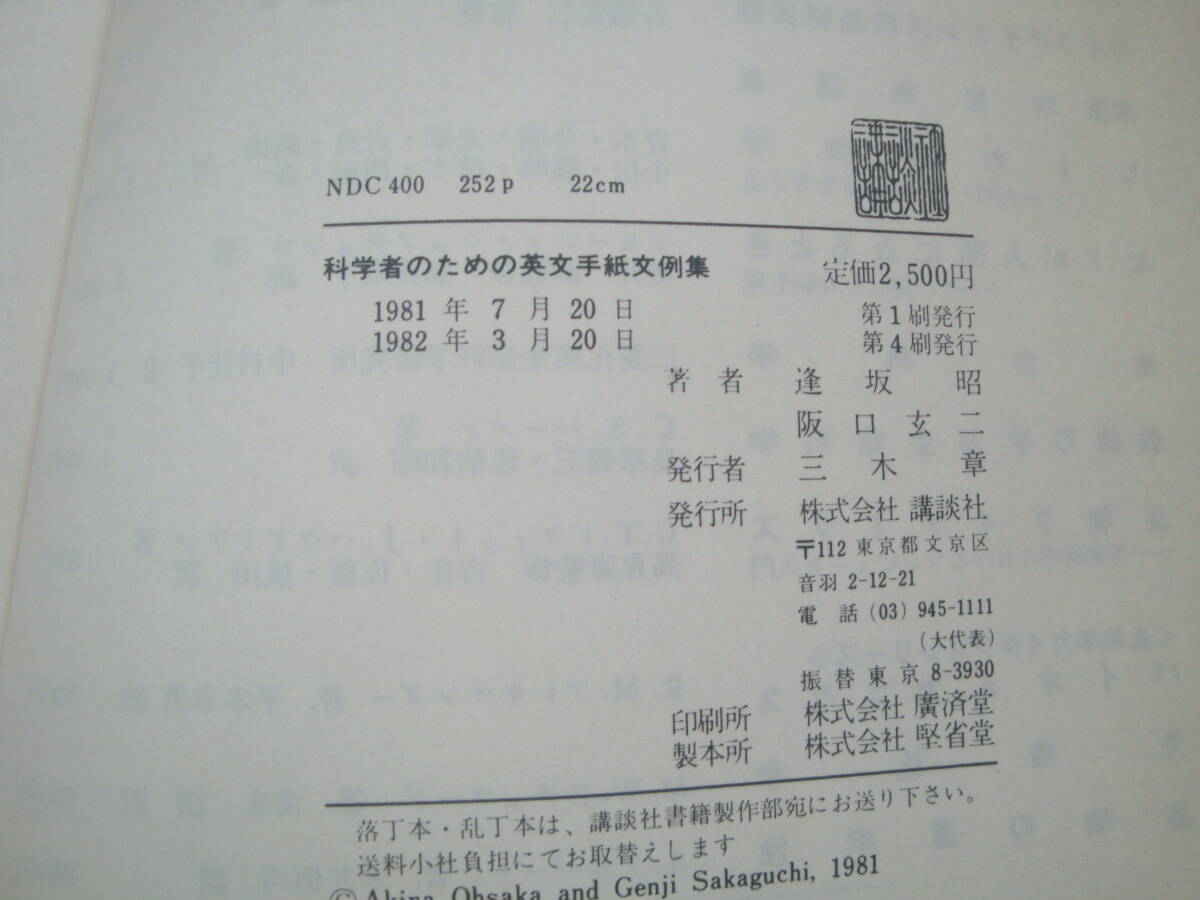 NDC 400 252 p 22cm
講談社
科学者のための英文手紙文例集 定価2,500円
1981 年 7 月 20 日 第1刷発行
1982 年 3 月 20 日 第4刷発行
著者 逢坂 昭
阪口玄二
発行者 三木 章
発行所 株式会社 講談社
〒112 東京都文京区
音羽 2-12-21
電話 (03) 945-1111
(大代表)
振替東京 8-3930
印刷所 株式会社 廣済堂
製本所 株式会社 堅省堂
落丁本・乱丁本は、講談社書籍製作部宛にお送り下さい。
送料小社負担にてお取替えします
©Akira Ohsaka and Genji Sakaguchi, 1981